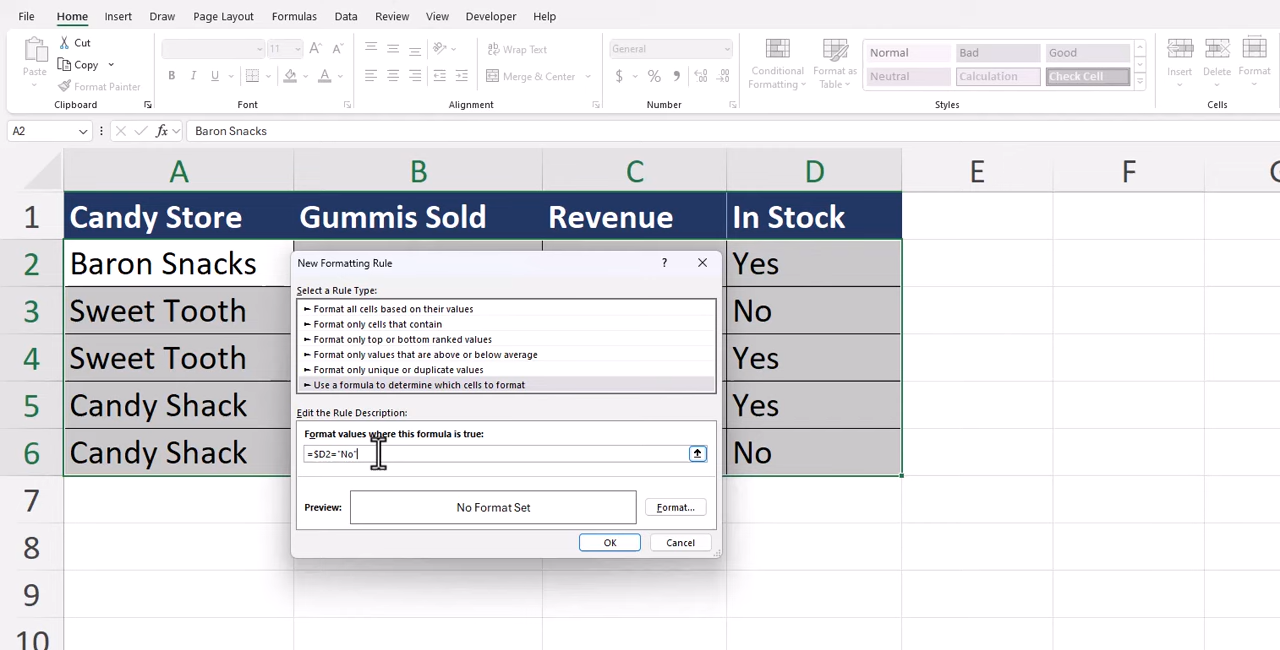 File Home Insert Draw Page Layout Formulas Data Review View Developer Help
Paste
Cut
Copy
Format Painter
Clipboard
11
B I U
Font
Wrap Text
Merge & Center
Alignment
General
$ % ,
Number
Conditional Formatting
Format as Table
Normal Bad Good
Neutral Calculation Check Cell
Styles
Insert Delete Format
Cells
A2 fx Baron Snacks
A B C D E F
1 Candy Store Gummis Sold Revenue In Stock
2 Baron Snacks Yes
3 Sweet Tooth No
4 Sweet Tooth Yes
5 Candy Shack Yes
6 Candy Shack No
7
8
9
10
New Formatting Rule ?
Select a Rule Type:
► Format all cells based on their values
► Format only cells that contain
► Format only top or bottom ranked values
► Format only values that are above or below average
► Format only unique or duplicate values
► Use a formula to determine which cells to format
Edit the Rule Description:
Format values where this formula is true:
=$D2="No"
Preview: No Format Set Format...
OK Cancel